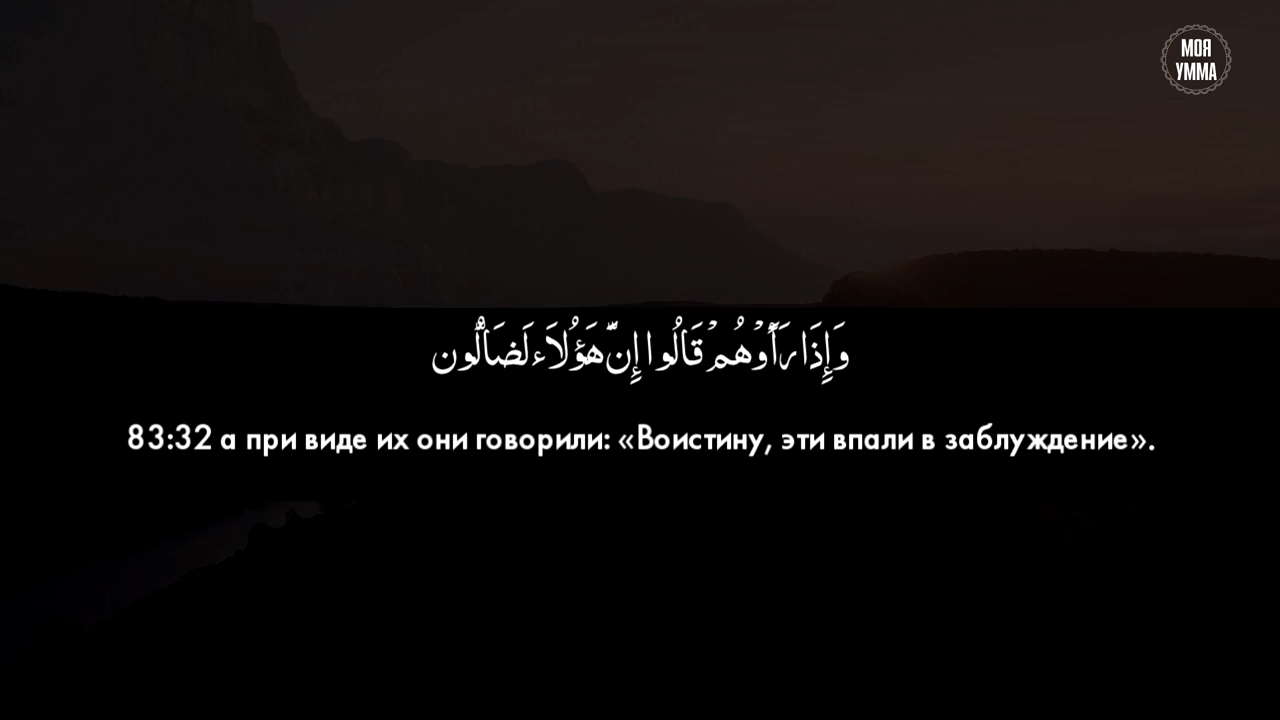 МОЯ
УММА
وَإِذَا رَأَوْهُمْ قَالُوا إِنَّ هَؤُلَاء لَضَالُّون
83:32 а при виде их они говорили: «Воистину, эти впали в заблуждение».